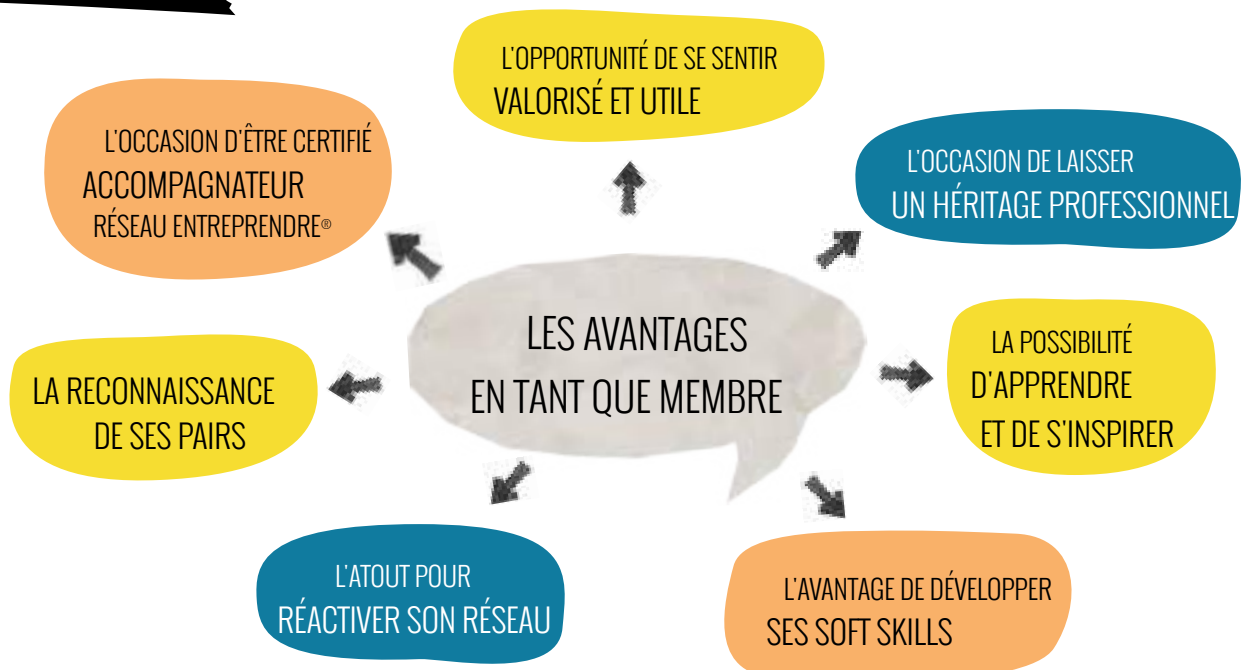 L'OPPORTUNITÉ DE SE SENTIR
VALORISÉ ET UTILE
L'OCCASION D'ÊTRE CERTIFIÉ
ACCOMPAGNATEUR
RÉSEAU ENTREPRENDRE®
L'OCCASION DE LAISSER
UN HÉRITAGE PROFESSIONNEL
LES AVANTAGES
EN TANT QUE MEMBRE
LA POSSIBILITÉ
D'APPRENDRE
ET DE S'INSPIRER
LA RECONNAISSANCE
DE SES PAIRS
L'ATOUT POUR
RÉACTIVER SON RÉSEAU
L'AVANTAGE DE DÉVELOPPER
SES SOFT SKILLS